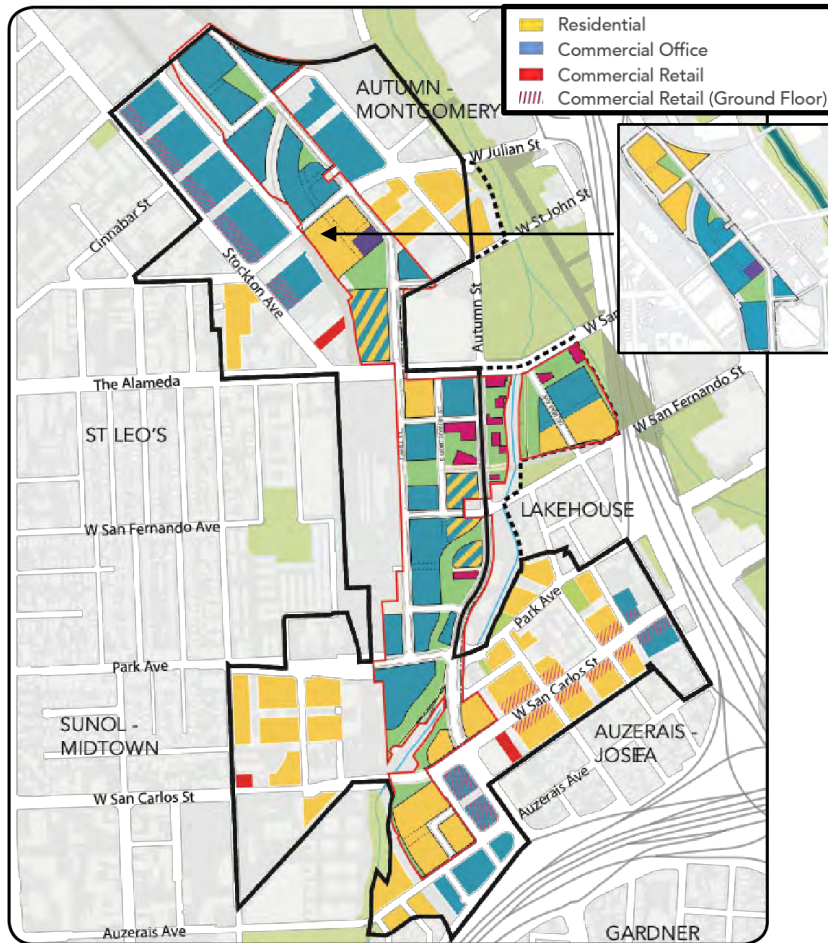 Residential
Commercial Office
Commercial Retail
Commercial Retail (Ground Floor)
AUTUMN -
MONTGOMERY
W Julian St
W St John St
Cinnabar St
Stockton Ave
Autumn St
W San
The Alameda
W San Fernando St
ST LEO'S
LAKEHOUSE
W San Fernando Ave
Park Ave
Park Ave
W San Carlos St
SUNOL -
MIDTOWN
AUZERAIS -
JOSEFA
W San Carlos St
Auzerais Ave
Auzerais Ave
GARDNER